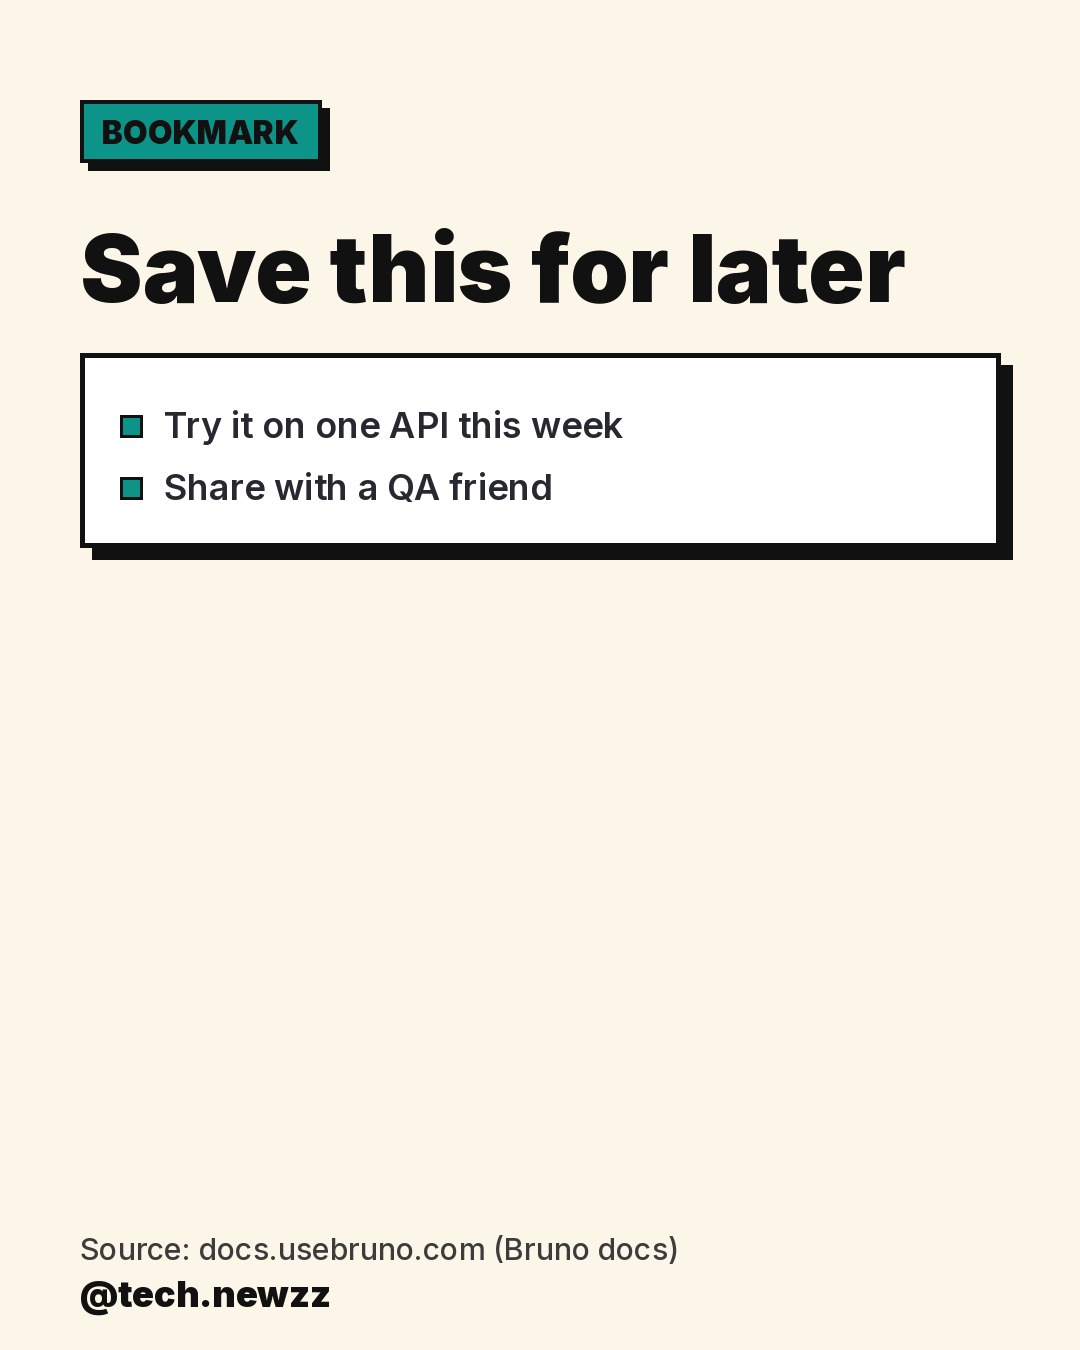 BOOKMARK
Save this for later
Try it on one API this week
Share with a QA friend
Source: docs.usebruno.com (Bruno docs)
@tech.newzz